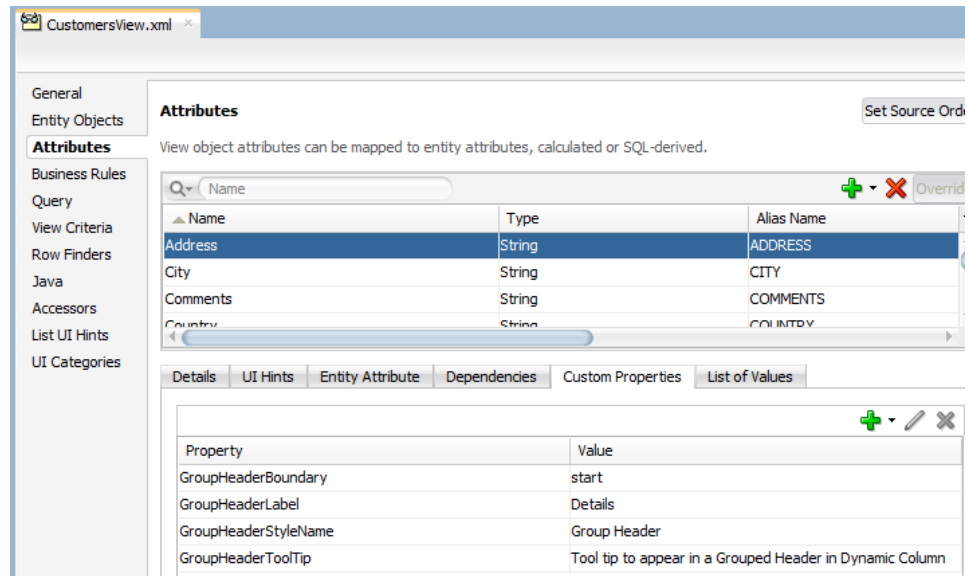 CustomersView.xml
General
Entity Objects
Attributes
Business Rules
Query
View Criteria
Row Finders
Java
Accessors
List UI Hints
UI Categories
Attributes
Set Source Orde
View object attributes can be mapped to entity attributes, calculated or SQL-derived.
Name
Overrid
Name Type Alias Name
Address String ADDRESS
City String CITY
Comments String COMMENTS
Country String COUNTRY
Details UI Hints Entity Attribute Dependencies Custom Properties List of Values
Property Value
GroupHeaderBoundary start
GroupHeaderLabel Details
GroupHeaderStyleName Group Header
GroupHeaderToolTip Tool tip to appear in a Grouped Header in Dynamic Column